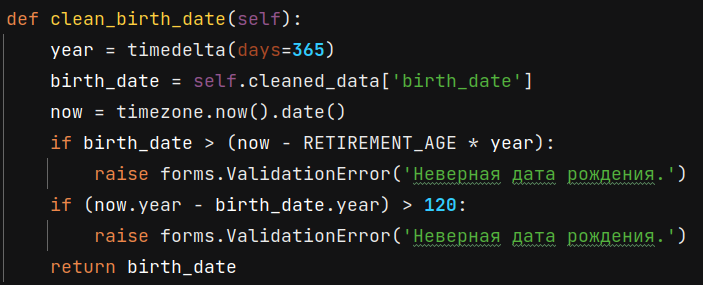 def clean_birth_date(self):
    year = timedelta(days=365)
    birth_date = self.cleaned_data['birth_date']
    now = timezone.now().date()
    if birth_date > (now - RETIREMENT_AGE * year):
        raise forms.ValidationError('Неверная дата рождения.')
    if (now.year - birth_date.year) > 120:
        raise forms.ValidationError('Неверная дата рождения.')
    return birth_date